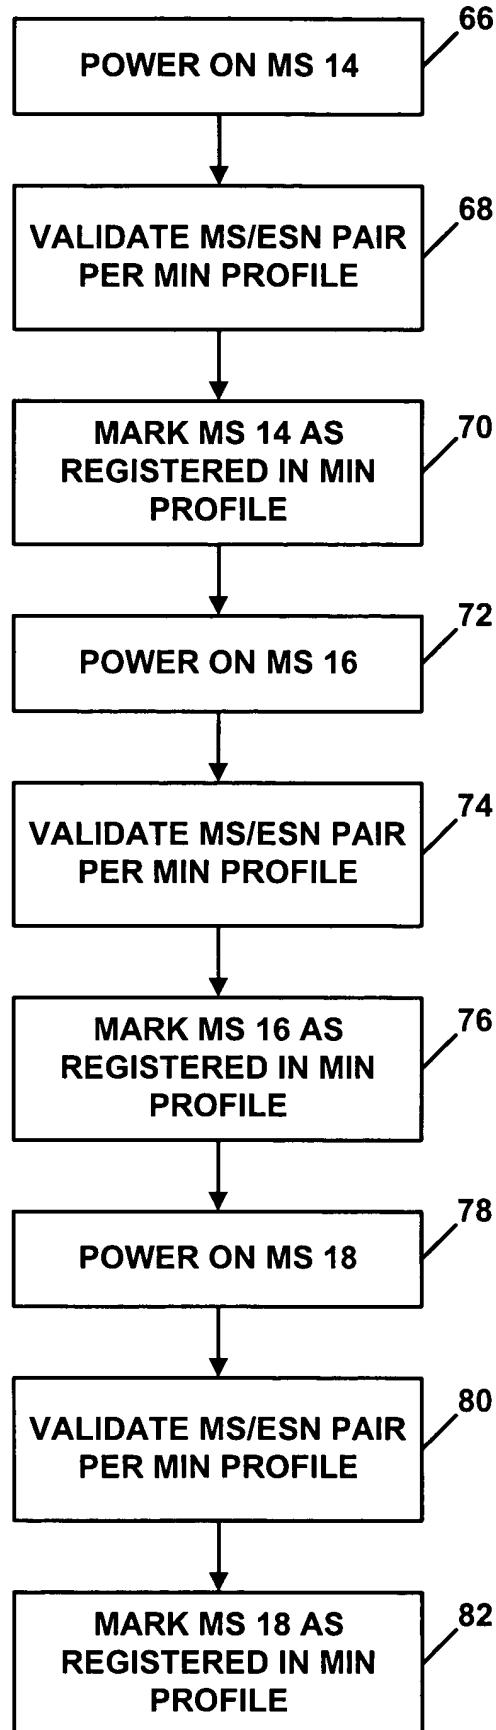 66
POWER ON MS 14
68
VALIDATE MS/ESN PAIR
PER MIN PROFILE
70
MARK MS 14 AS
REGISTERED IN MIN
PROFILE
72
POWER ON MS 16
74
VALIDATE MS/ESN PAIR
PER MIN PROFILE
76
MARK MS 16 AS
REGISTERED IN MIN
PROFILE
78
POWER ON MS 18
80
VALIDATE MS/ESN PAIR
PER MIN PROFILE
82
MARK MS 18 AS
REGISTERED IN MIN
PROFILE